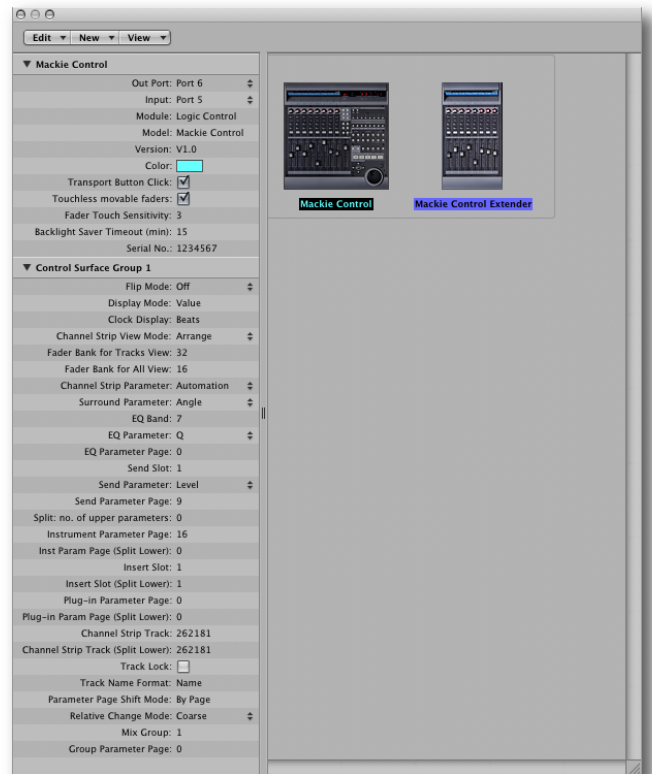 Edit New View
Mackie Control
Out Port: Port 6
Input: Port 5
Module: Logic Control
Model: Mackie Control
Version: V1.0
Color:
Transport Button Click:
Touchless movable faders:
Fader Touch Sensitivity: 3
Backlight Saver Timeout (min): 15
Serial No.: 1234567
Control Surface Group 1
Flip Mode: Off
Display Mode: Value
Clock Display: Beats
Channel Strip View Mode: Arrange
Fader Bank for Tracks View: 32
Fader Bank for All View: 16
Channel Strip Parameter: Automation
Surround Parameter: Angle
EQ Band: 7
EQ Parameter: Q
EQ Parameter Page: 0
Send Slot: 1
Send Parameter: Level
Send Parameter Page: 9
Split: no. of upper parameters: 0
Instrument Parameter Page: 16
Inst Param Page (Split Lower): 0
Insert Slot: 1
Insert Slot (Split Lower): 1
Plug-in Parameter Page: 0
Plug-in Param Page (Split Lower): 0
Channel Strip Track: 262181
Channel Strip Track (Split Lower): 262181
Track Lock:
Track Name Format: Name
Parameter Page Shift Mode: By Page
Relative Change Mode: Coarse
Mix Group: 1
Group Parameter Page: 0
Mackie Control Mackie Control Extender